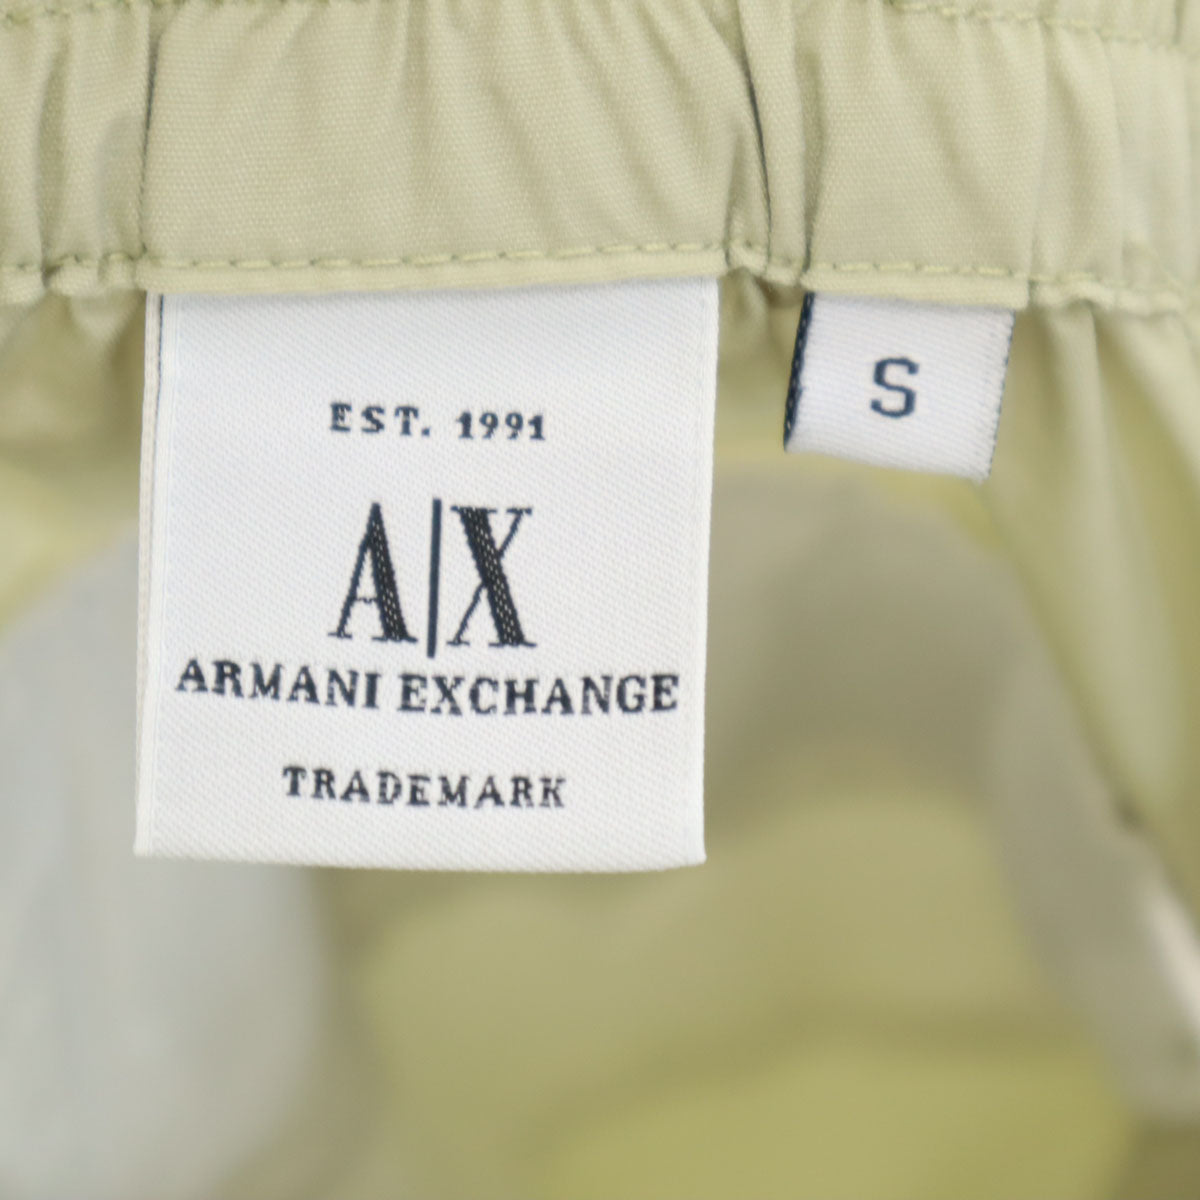 EST. 1991
A|X
ARMANI EXCHANGE
TRADEMARK
S